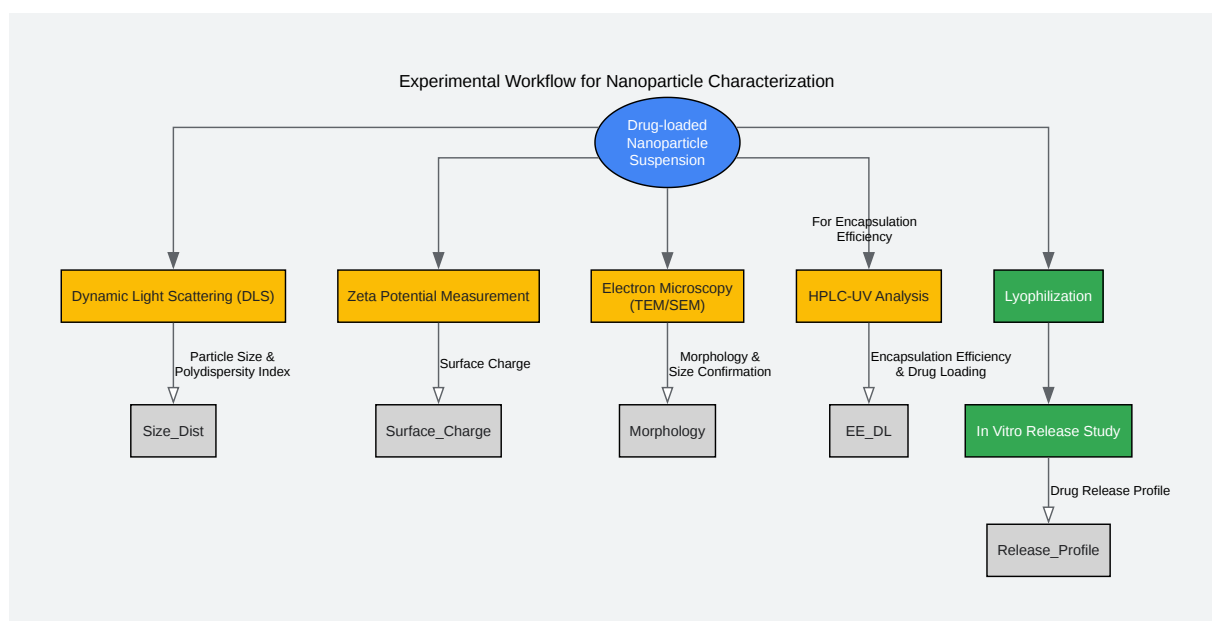 Experimental Workflow for Nanoparticle Characterization
Drug-loaded
Nanoparticle
Suspension
For Encapsulation
Efficiency
Dynamic Light Scattering (DLS)
Zeta Potential Measurement
Electron Microscopy
(TEM/SEM)
HPLC-UV Analysis
Lyophilization
Particle Size &
Polydispersity Index
Surface Charge
Morphology &
Size Confirmation
Encapsulation Efficiency
& Drug Loading
Size_Dist
Surface_Charge
Morphology
EE_DL
In Vitro Release Study
Drug Release Profile
Release_Profile